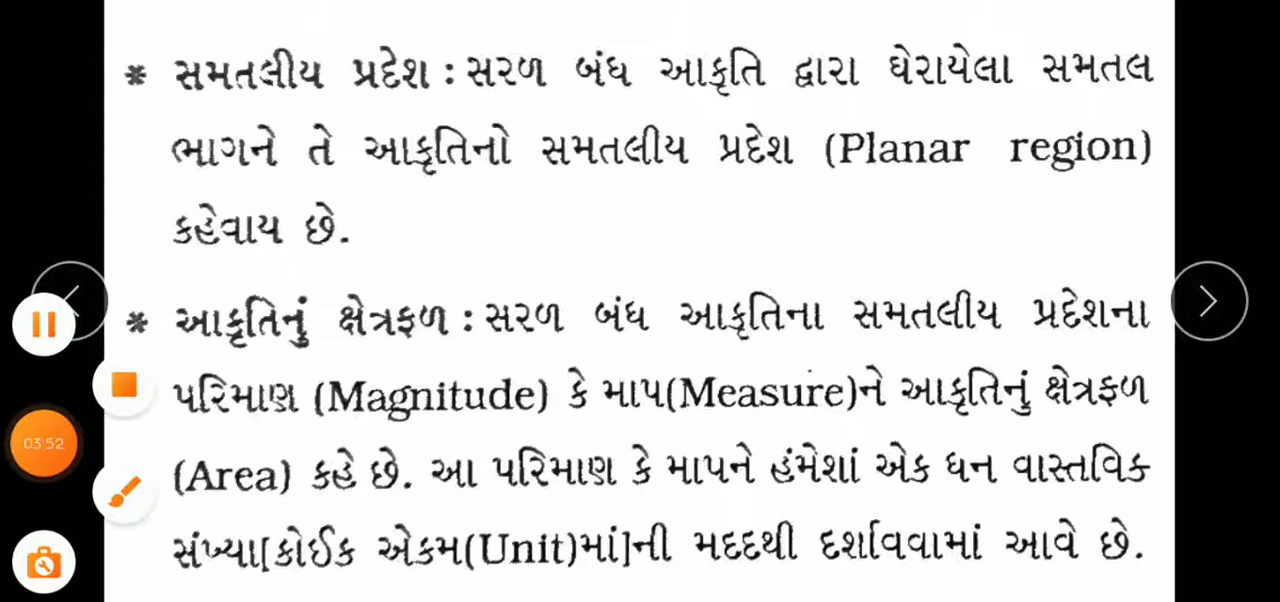 * સમતલીય પ્રદેશ : સરળ બંધ આકૃતિ દ્વારા ઘેરાયેલા સમતલ
ભાગને તે આકૃતિનો સમતલીય પ્રદેશ (Planar region)
કહેવાય છે.
* આકૃતિનું ક્ષેત્રફળ : સરળ બંધ આકૃતિના સમતલીય પ્રદેશના
પરિમાણ (Magnitude) કે માપ(Measure)ને આકૃતિનું ક્ષેત્રફળ
(Area) કહે છે. આ પરિમાણ કે માપને હંમેશાં એક ધન વાસ્તવિક
03:52
સંખ્યા[કોઈક એકમ(Unit)માં]ની મદદથી દર્શાવવામાં આવે છે.